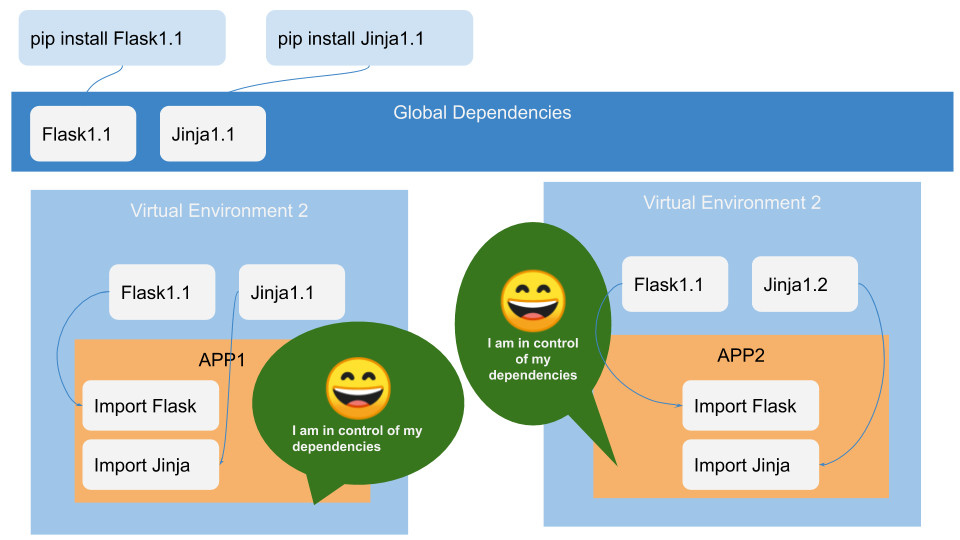 pip install Flask1.1
pip install Jinja1.1
Global Dependencies
Flask1.1
Jinja1.1
Virtual Environment 2
Flask1.1
Jinja1.1
APP1
Import Flask
Import Jinja
I am in control of my
dependencies
Virtual Environment 2
Flask1.1
Jinja1.2
I am in control
of my
dependencies
APP2
Import Flask
Import Jinja